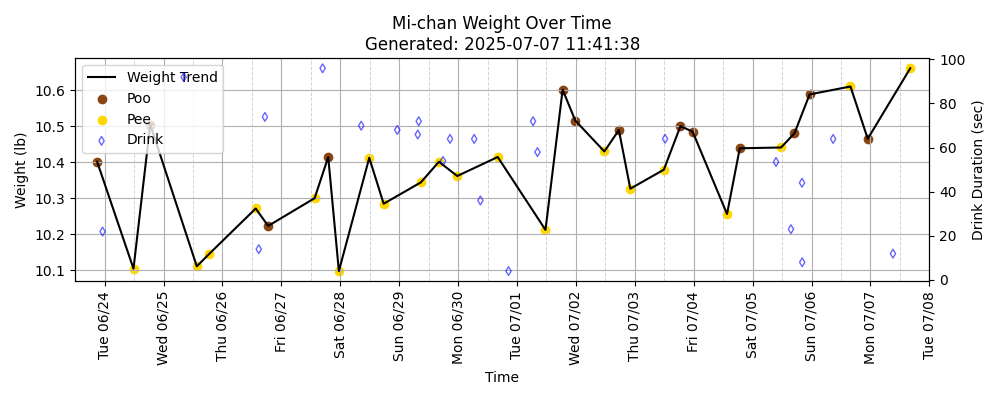 Mi-chan Weight Over Time
Generated: 2025-07-07 11:41:38
Weight Trend
Poo
Pee
Drink
Weight (lb)
10.6
10.5
10.4
10.3
10.2
10.1
Drink Duration (sec)
100
80
60
40
20
0
Tue 06/24
Wed 06/25
Thu 06/26
Fri 06/27
Sat 06/28
Sun 06/29
Mon 06/30
Tue 07/01
Wed 07/02
Thu 07/03
Fri 07/04
Sat 07/05
Sun 07/06
Mon 07/07
Tue 07/08
Time